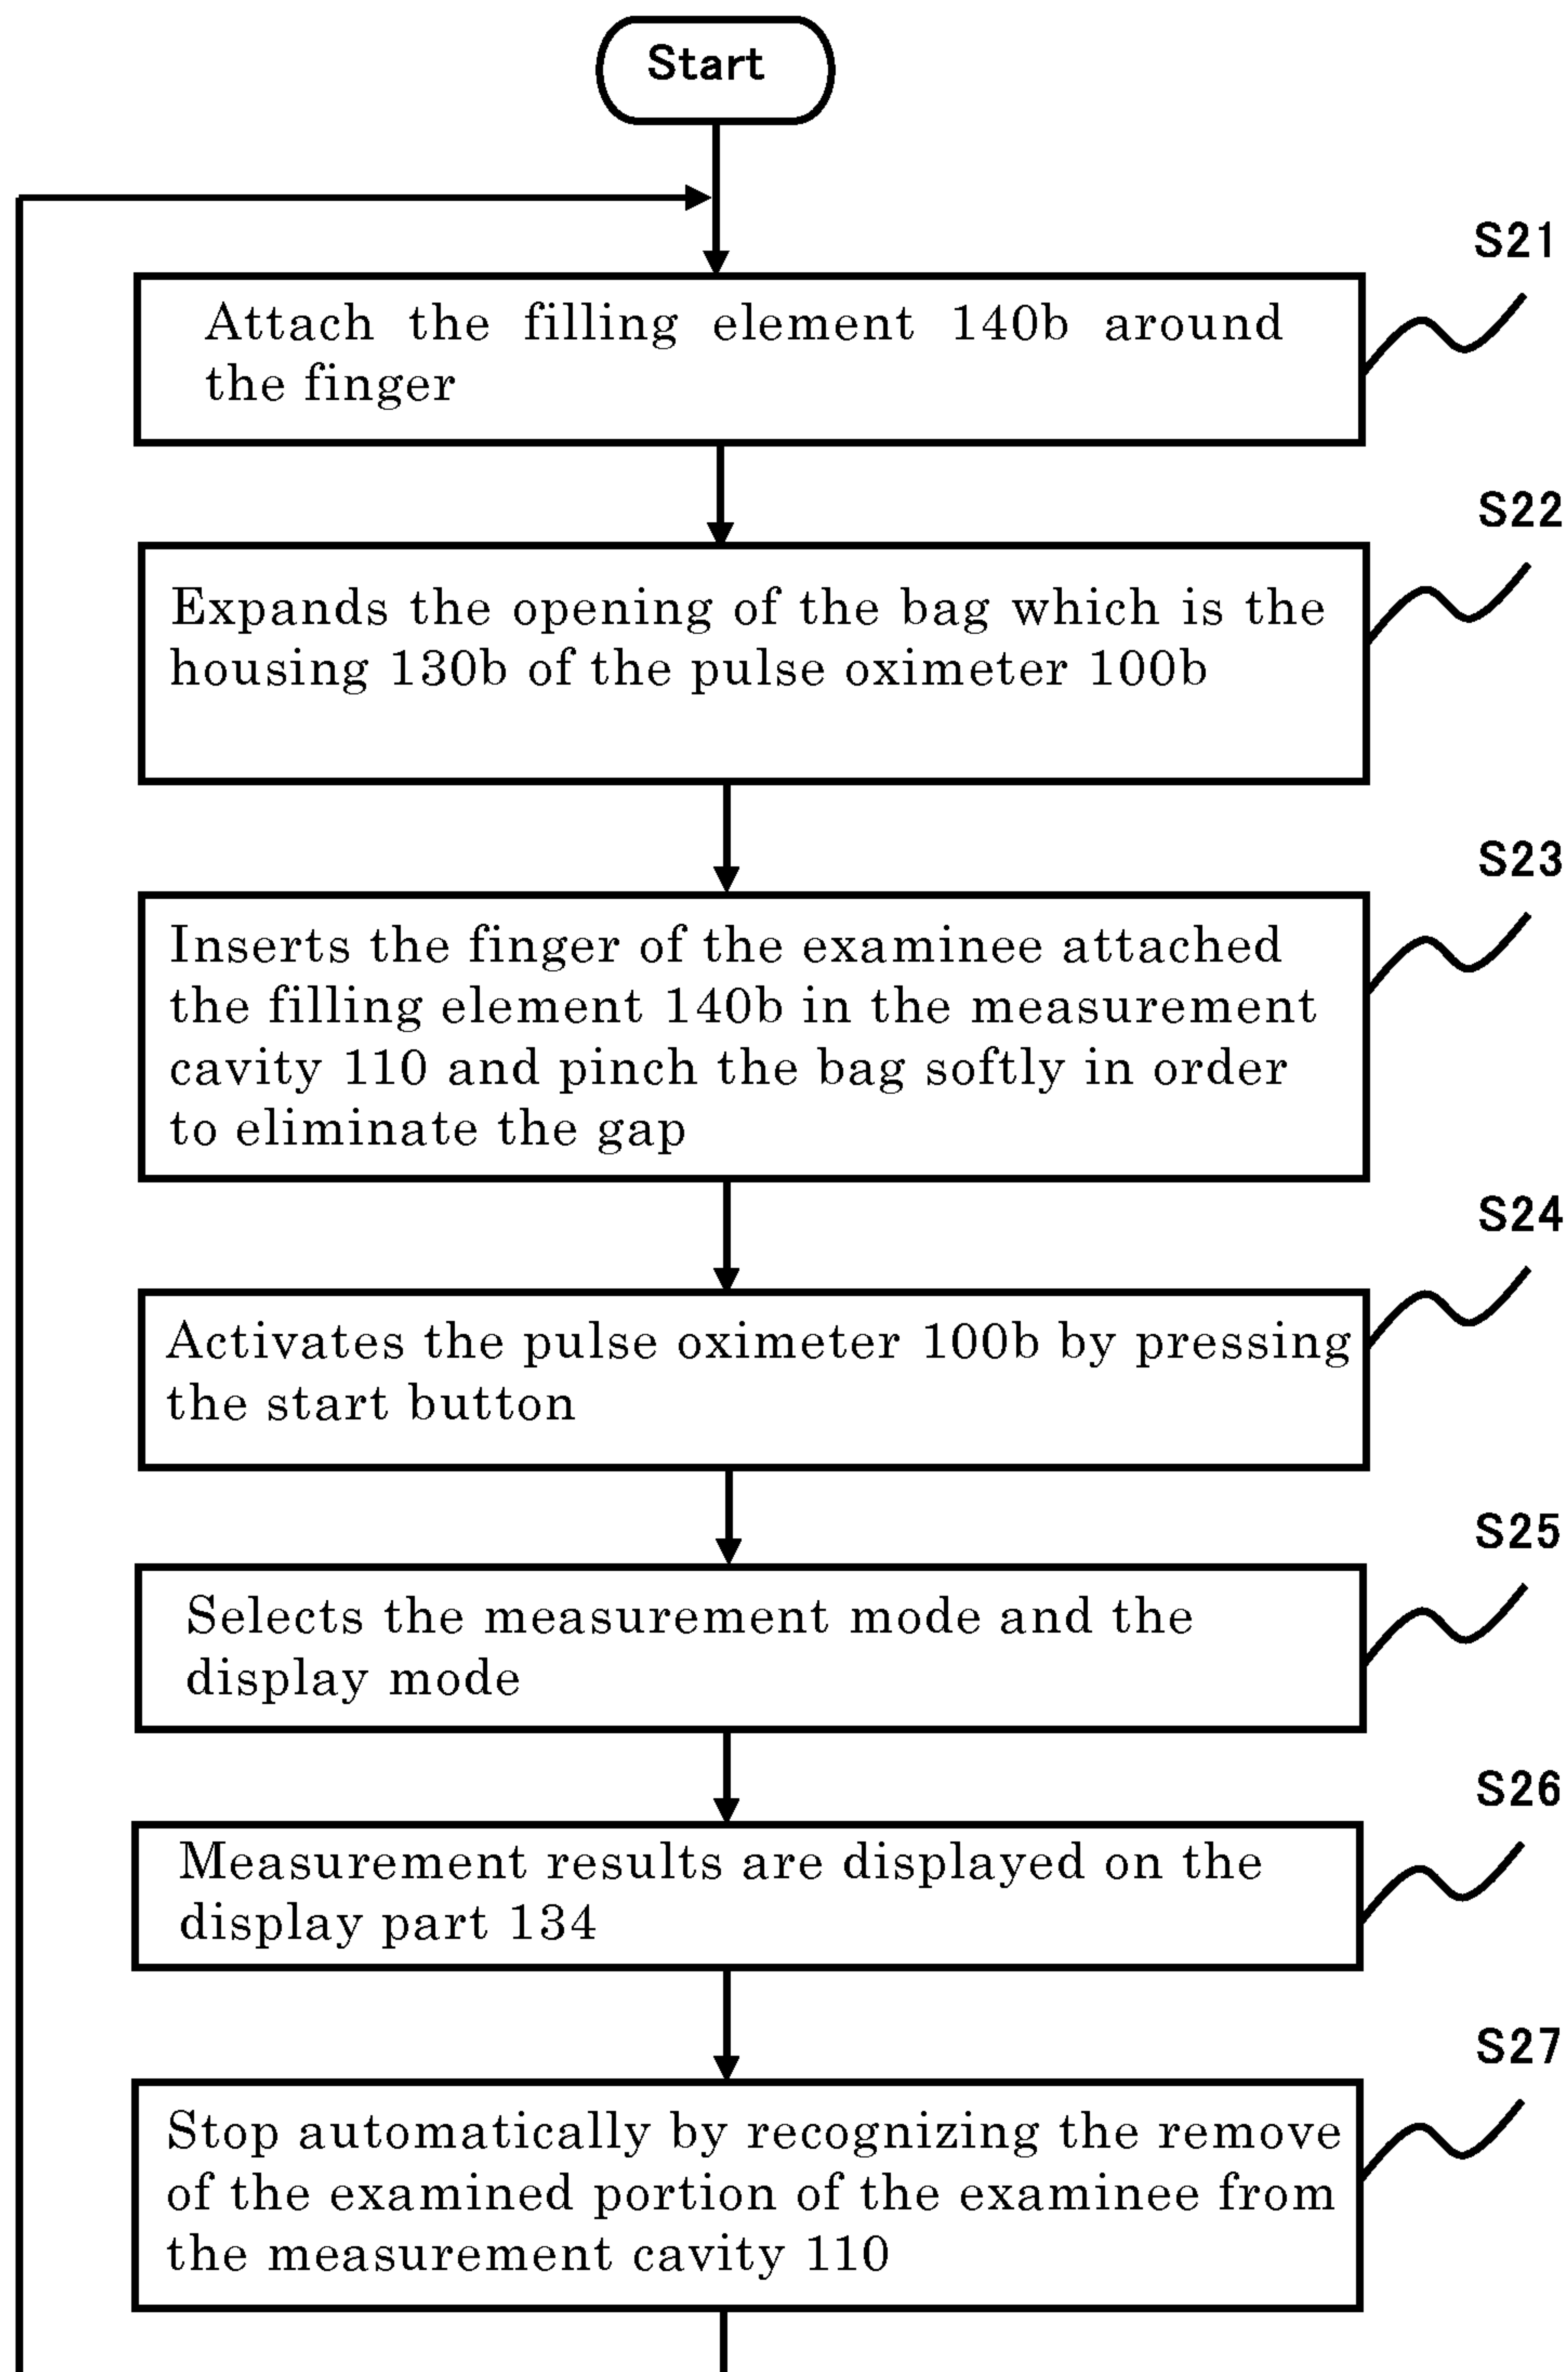 Start
S21
Attach the filling element 140b around
the finger
S22
Expands the opening of the bag which is the
housing 130b of the pulse oximeter 100b
S23
Inserts the finger of the examinee attached
the filling element 140b in the measurement
cavity 110 and pinch the bag softly in order
to eliminate the gap
S24
Activates the pulse oximeter 100b by pressing
the start button
S25
Selects the measurement mode and the
display mode
S26
Measurement results are displayed on the
display part 134
S27
Stop automatically by recognizing the remove
of the examined portion of the examinee from
the measurement cavity 110